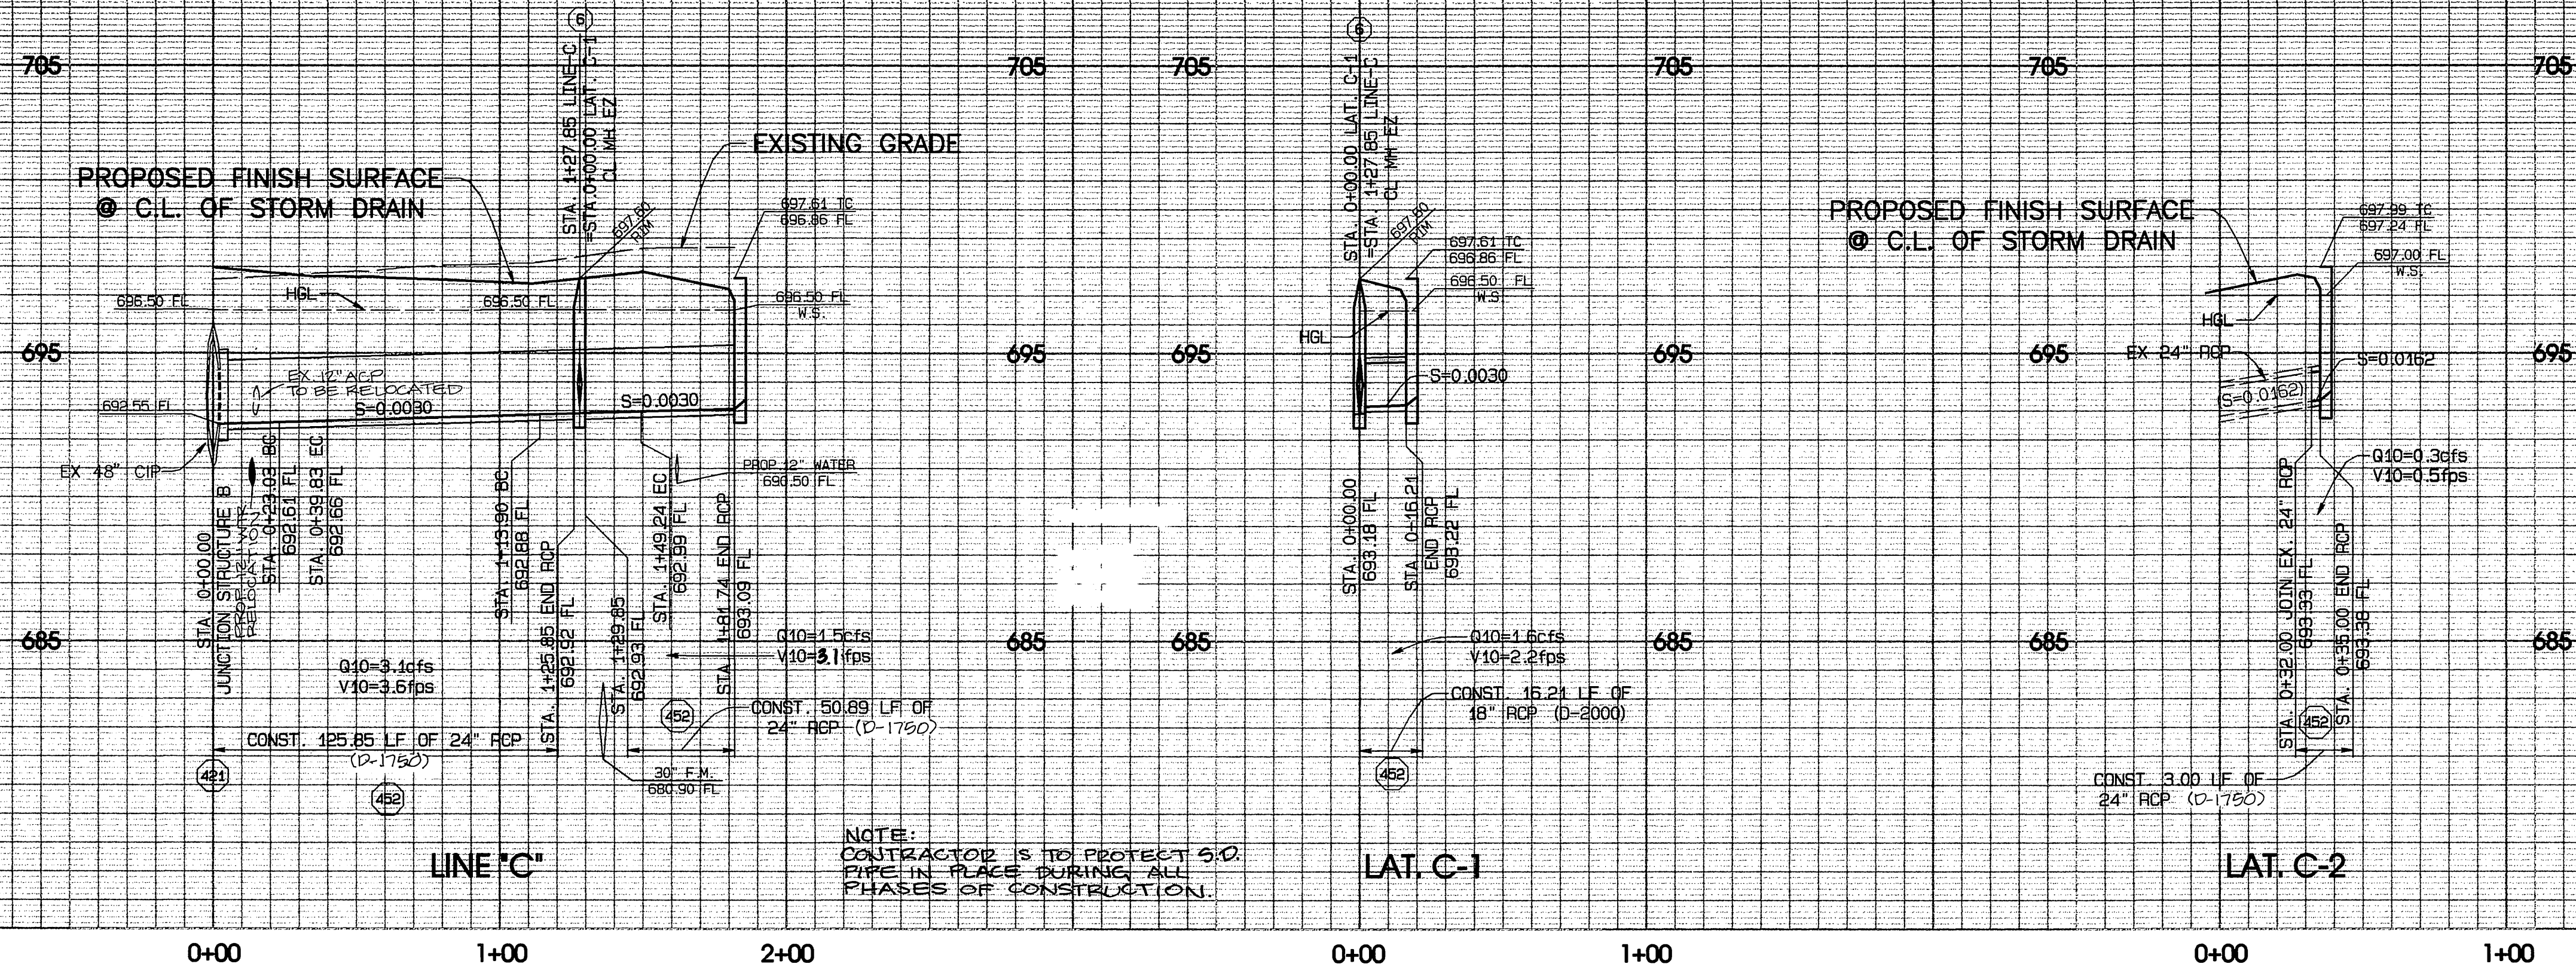 705
PROPOSED FINISH SURFACE
@ C.L. OF STORM DRAIN
6
STA. 1+27.85 LINE-C
=STA.0+00.00 LAT. C-1
CL MH EZ
697.60
RIM
EXISTING GRADE
697.61 TC
696.86 FL
696.50 FL
HGL
696.50 FL
696.50 FL
W.S.
695
EX. 12" ACP
TO BE RELOCATED
S=0.0030
S=0.0030
692.55 FL
EX 48" CIP
STA. 0+00.00
JUNCTION STRUCTURE B
RELOCATION
STA. 0+23.03 BC
692.61 FL
STA. 0+39.83 EC
692.66 FL
STA. 1+13.90 BC
692.88 FL
STA. 1+25.85 END RCP
692.92 FL
STA. 1+29.85
692.93 FL
STA. 1+49.24 EC
692.99 FL
PROP. 12" WATER
690.50 FL
STA. 1+81.74 END RCP
693.09 FL
685
Q10=3.1cfs
V10=3.6fps
Q10=1.5cfs
V10=3.1fps
CONST. 125.85 LF OF 24" RCP
(D-1750)
421
452
452
CONST. 50.89 LF OF
24" RCP (D-1750)
30" F.M.
680.90 FL
LINE "C"
0+00
1+00
2+00
NOTE:
CONTRACTOR IS TO PROTECT S.D.
PIPE IN PLACE DURING ALL
PHASES OF CONSTRUCTION.
705
705
695
695
685
685
6
STA. 0+00.00 LAT. C-1
=STA. 1+27.85 LINE-C
CL MH EZ
697.60
RIM
697.61 TC
696.86 FL
696.50 FL
W.S.
HGL
S=0.0030
STA. 0+00.00
693.18 FL
STA. 0+16.21
END RCP
693.22 FL
Q10=1.6cfs
V10=2.2fps
CONST. 16.21 LF OF
18" RCP (D-2000)
452
LAT. C-1
0+00
1+00
705
705
695
695
685
685
PROPOSED FINISH SURFACE
@ C.L. OF STORM DRAIN
697.99 TC
697.24 FL
697.00 FL
W.S.
HGL
EX 24" RCP
(S=0.0162)
S=0.0162
Q10=0.3cfs
V10=0.5fps
STA. 0+32.00 JOIN EX. 24" RCP
693.33 FL
STA. 0+35.00 END RCP
693.38 FL
452
CONST. 3.00 LF OF
24" RCP (D-1750)
LAT. C-2
0+00
1+00
705
695
685